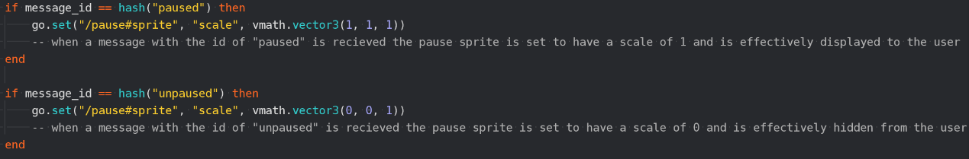 if message_id == hash("paused") then
    go.set("/pause#sprite", "scale", vmath.vector3(1, 1, 1))
    -- when a message with the id of "paused" is recieved the pause sprite is set to have a scale of 1 and is effectively displayed to the user
end
if message_id == hash("unpaused") then
    go.set("/pause#sprite", "scale", vmath.vector3(0, 0, 1))
    -- when a message with the id of "unpaused" is recieved the pause sprite is set to have a scale of 0 and is effectively hidden from the user
end